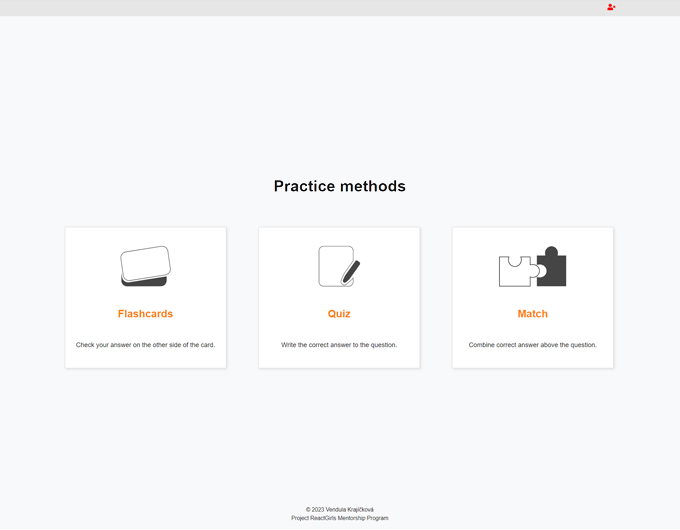 Practice methods
Flashcards
Check your answer on the other side of the card.
Quiz
Write the correct answer to the question.
Match
Combine correct answer above the question.
© 2023 Vendula Krajíčková
Project ReactGirls Mentorship Program